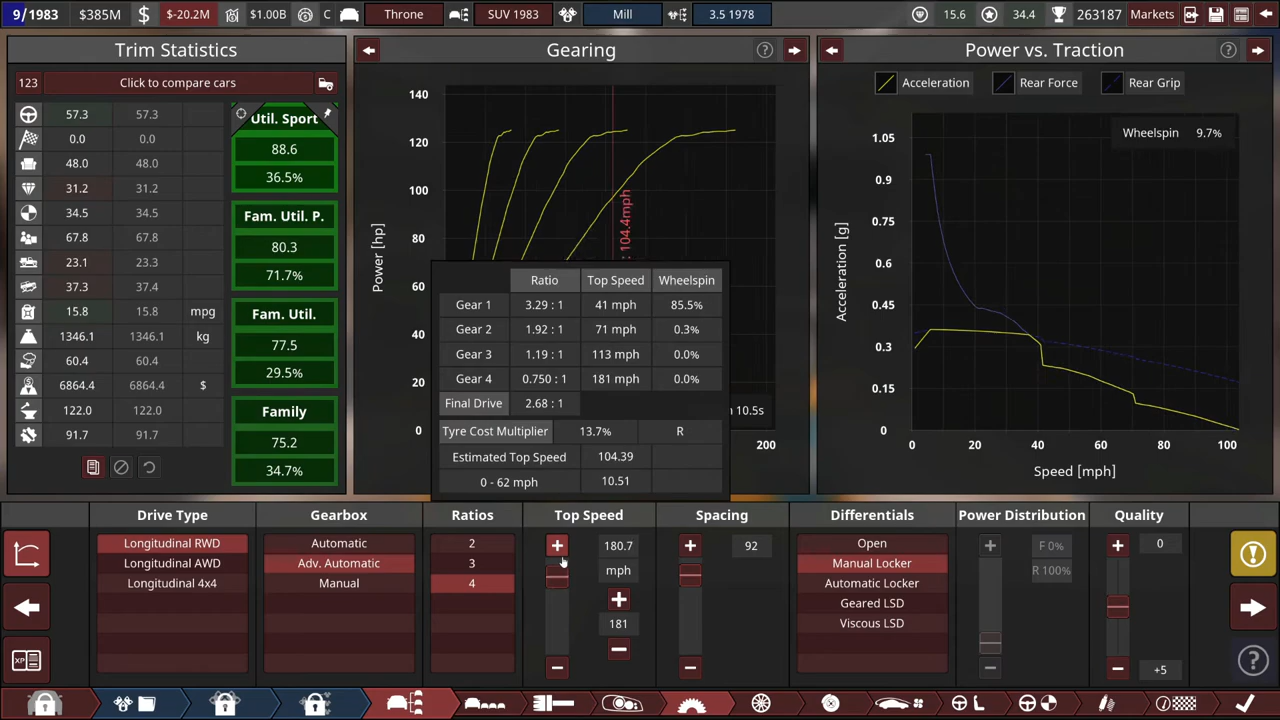 9/1983 $385M $-20.2M $1.00B C Throne SUV 1983 Mill 3.5 1978 15.6 34.4 263187 Markets
Trim Statistics
123 Click to compare cars
57.3 57.3
0.0 0.0
48.0 48.0
31.2 31.2
34.5 34.5
67.8 67.8
23.1 23.3
37.3 37.4
15.8 15.8 mpg
1346.1 1346.1 kg
60.4 60.4
6864.4 6864.4 $
122.0 122.0
91.7 91.7
Util. Sport
88.6
36.5%
Fam. Util. P.
80.3
71.7%
Fam. Util.
77.5
29.5%
Family
75.2
34.7%
Gearing ?
140
120
100
80
60
40
20
0
200
Power [hp]
: 104.4mph
n 10.5s
Ratio Top Speed Wheelspin
Gear 1 3.29 : 1 41 mph 85.5%
Gear 2 1.92 : 1 71 mph 0.3%
Gear 3 1.19 : 1 113 mph 0.0%
Gear 4 0.750 : 1 181 mph 0.0%
Final Drive 2.68 : 1
Tyre Cost Multiplier 13.7% R
Estimated Top Speed 104.39
0 - 62 mph 10.51
Power vs. Traction ?
Acceleration Rear Force Rear Grip
Wheelspin 9.7%
1.05
0.9
0.75
0.6
0.45
0.3
0.15
0
Acceleration [g]
0 20 40 60 80 100
Speed [mph]
Drive Type
Longitudinal RWD
Longitudinal AWD
Longitudinal 4x4
Gearbox
Automatic
Adv. Automatic
Manual
Ratios
2
3
4
Top Speed
+ 180.7
mph
+
181
−
−
Spacing
+ 92
−
Differentials
Open
Manual Locker
Automatic Locker
Geared LSD
Viscous LSD
Power Distribution
+ F 0%
R 100%
−
Quality
+ 0
− +5
XP
?